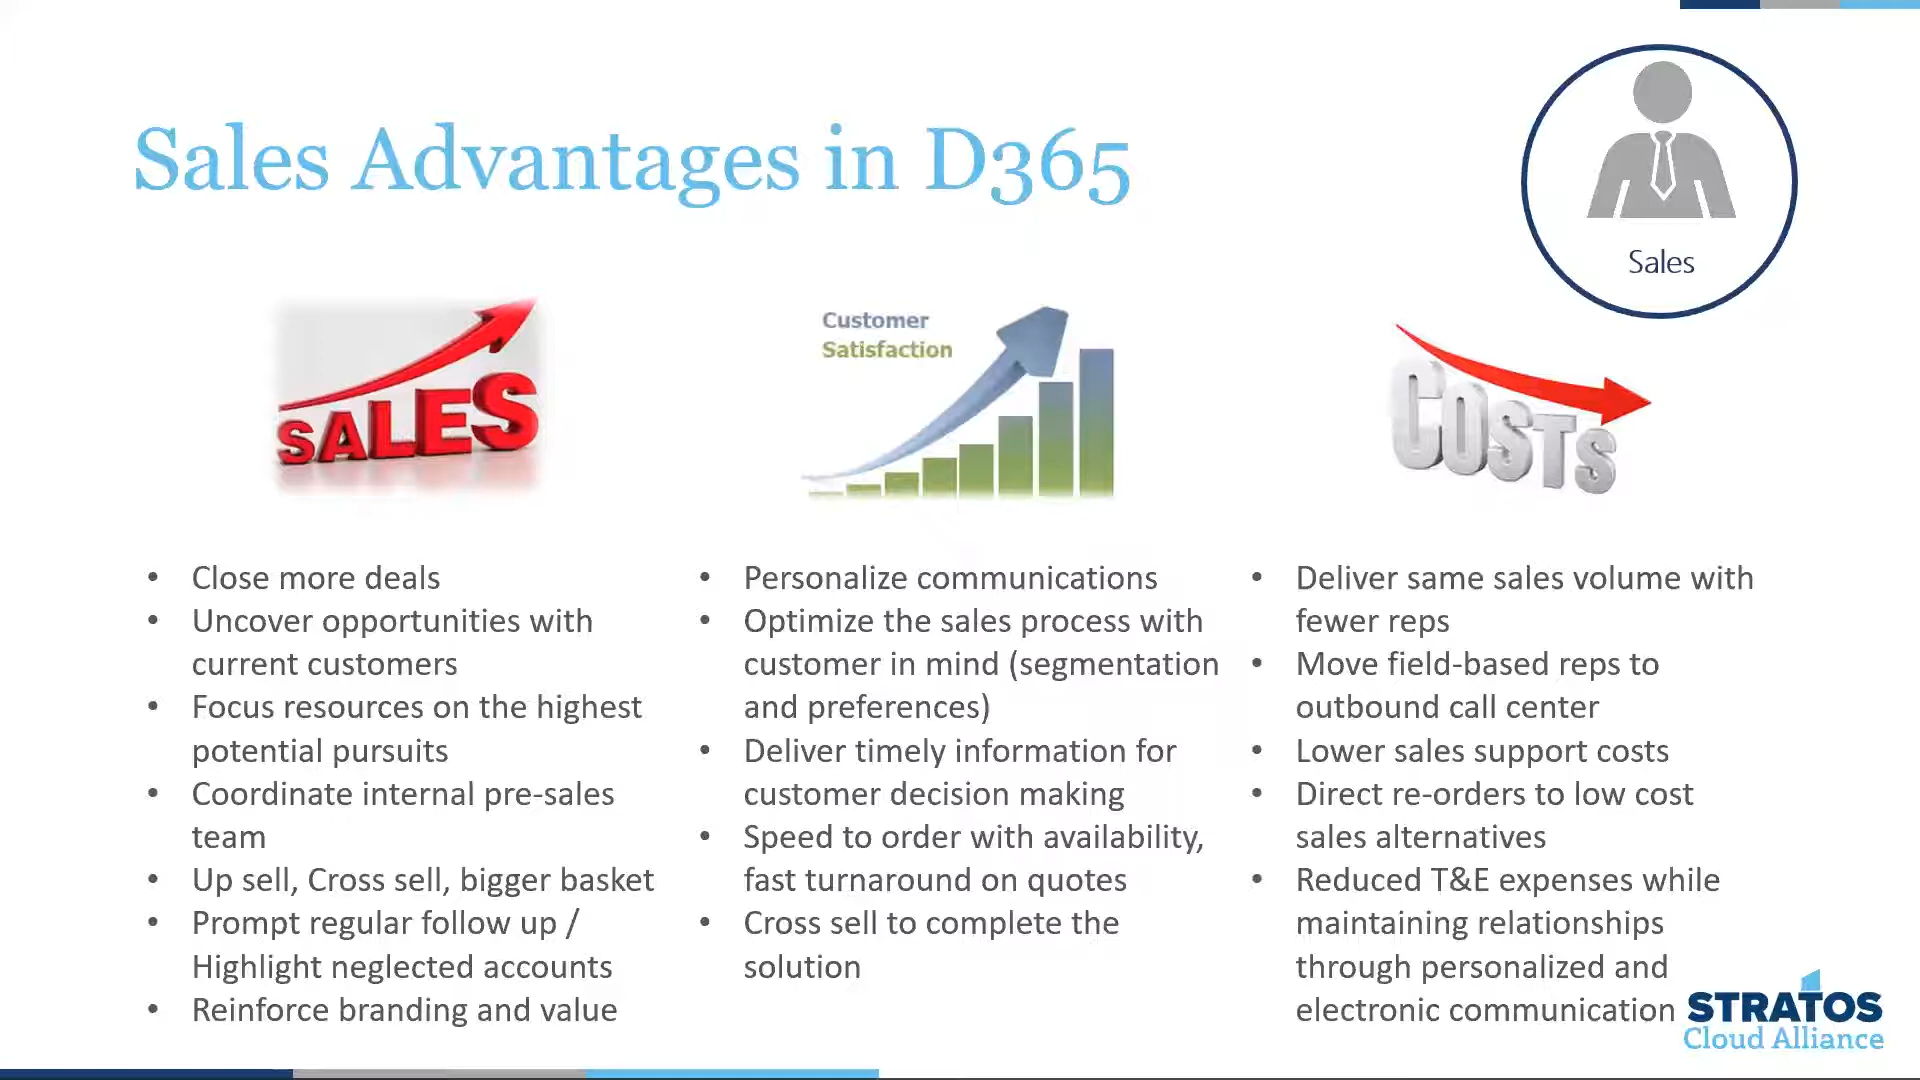 Sales Advantages in D365
Sales
SALES
Customer
Satisfaction
COSTS
• Close more deals
• Uncover opportunities with
current customers
• Focus resources on the highest
potential pursuits
• Coordinate internal pre-sales
team
• Up sell, Cross sell, bigger basket
• Prompt regular follow up /
Highlight neglected accounts
• Reinforce branding and value
• Personalize communications
• Optimize the sales process with
customer in mind (segmentation
and preferences)
• Deliver timely information for
customer decision making
• Speed to order with availability,
fast turnaround on quotes
• Cross sell to complete the
solution
• Deliver same sales volume with
fewer reps
• Move field-based reps to
outbound call center
• Lower sales support costs
• Direct re-orders to low cost
sales alternatives
• Reduced T&E expenses while
maintaining relationships
through personalized and
electronic communication
STRATOS
Cloud Alliance